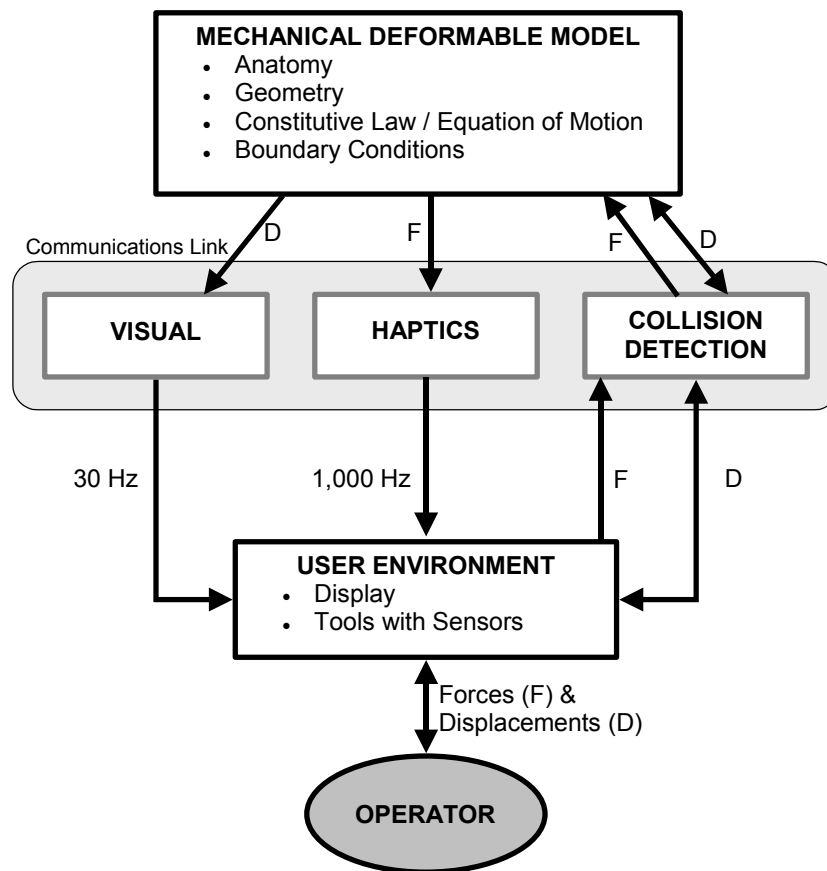 MECHANICAL DEFORMABLE MODEL
• Anatomy
• Geometry
• Constitutive Law / Equation of Motion
• Boundary Conditions
D
F
F
D
Communications Link
VISUAL
HAPTICS
COLLISION
DETECTION
30 Hz
1,000 Hz
F
D
USER ENVIRONMENT
• Display
• Tools with Sensors
Forces (F) &
Displacements (D)
OPERATOR